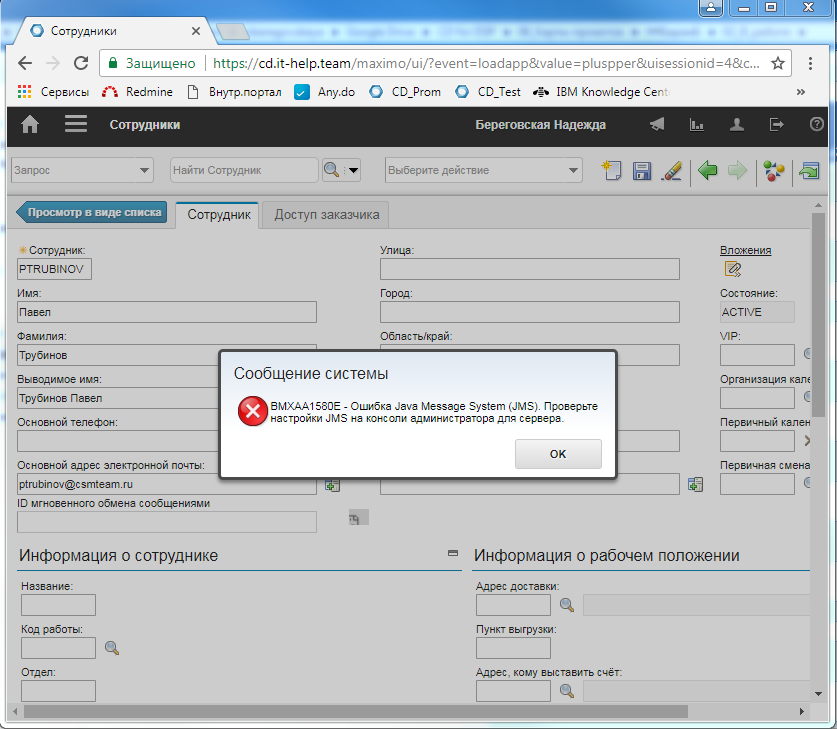 Сотрудники
Защищено https://cd.it-help.team/maximo/ui/?event=loadapp&value=pluspper&uisessionid=4&c...
Сервисы Redmine Внутр.портал Any.do CD_Prom CD_Test IBM Knowledge Cent »
Сотрудники Береговская Надежда
Запрос Найти Сотрудник Выберите действие
Просмотр в виде списка Сотрудник Доступ заказчика
Сотрудник: Улица: Вложения
PTRUBINOV
Имя: Город: Состояние:
Павел ACTIVE
Фамилия: Область/край: VIP:
Трубинов
Выводимое имя: Организация кале
Трубинов Павел
Основной телефон: Первичный кален
Основной адрес электронной почты: Первичная смена
ptrubinov@csmteam.ru
ID мгновенного обмена сообщениями
Сообщение системы
BMXAA1580E - Ошибка Java Message System (JMS). Проверьте
настройки JMS на консоли администратора для сервера.
OK
Информация о сотруднике Информация о рабочем положении
Название: Адрес доставки:
Код работы: Пункт выгрузки:
Отдел: Адрес, кому выставить счёт: